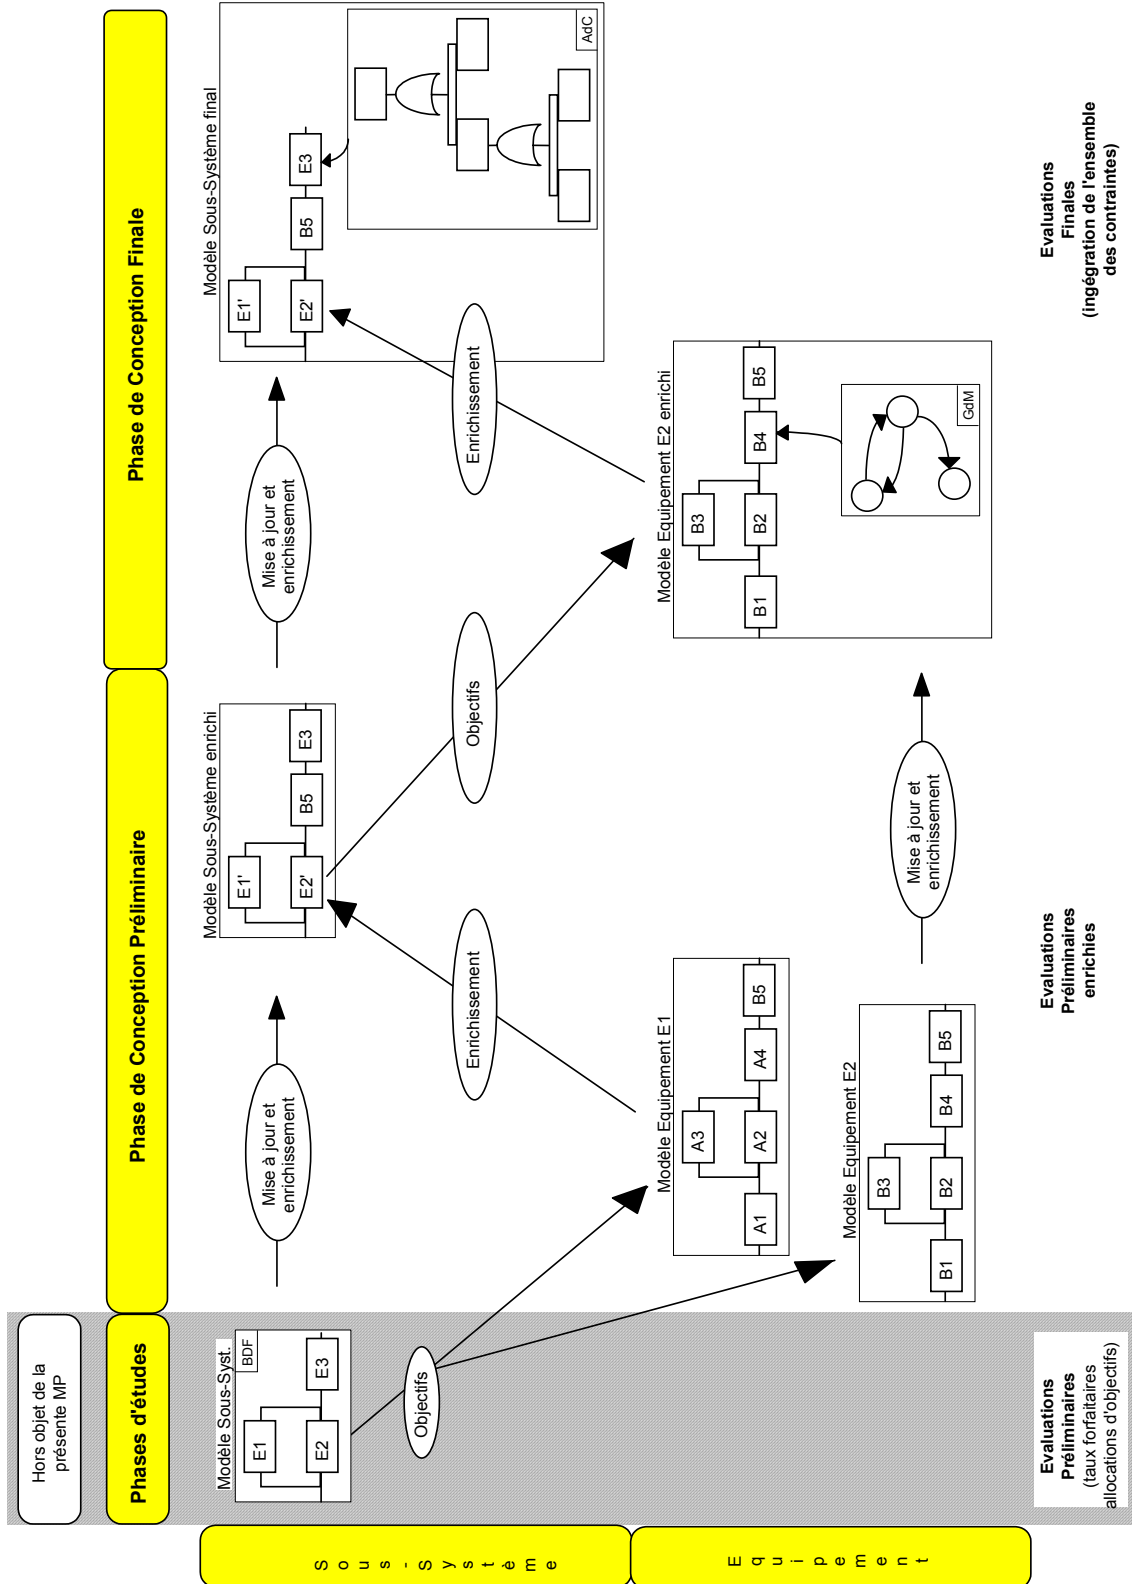 Hors objet de la
présente MP
Phases d'études
Phase de Conception Préliminaire
Phase de Conception Finale
Sous-Système
Modèle Sous-Syst.
BDF
E1
E2
E3
Objectifs
Mise à jour et
enrichissement
Modèle Sous-Système enrichi
E1'
E2'
B5
E3
Enrichissement
Objectifs
Mise à jour et
enrichissement
Modèle Sous-Système final
E1'
E2'
B5
E3
AdC
Enrichissement
Equipement
Modèle Equipement E1
A1
A2
A3
A4
B5
Modèle Equipement E2
B1
B2
B3
B4
B5
Mise à jour et
enrichissement
Modèle Equipement E2 enrichi
B1
B2
B3
B4
B5
GdM
Evaluations
Préliminaires
(taux forfaitaires
allocations d'objectifs)
Evaluations
Préliminaires
enrichies
Evaluations
Finales
(ingégration de l'ensemble
des contraintes)